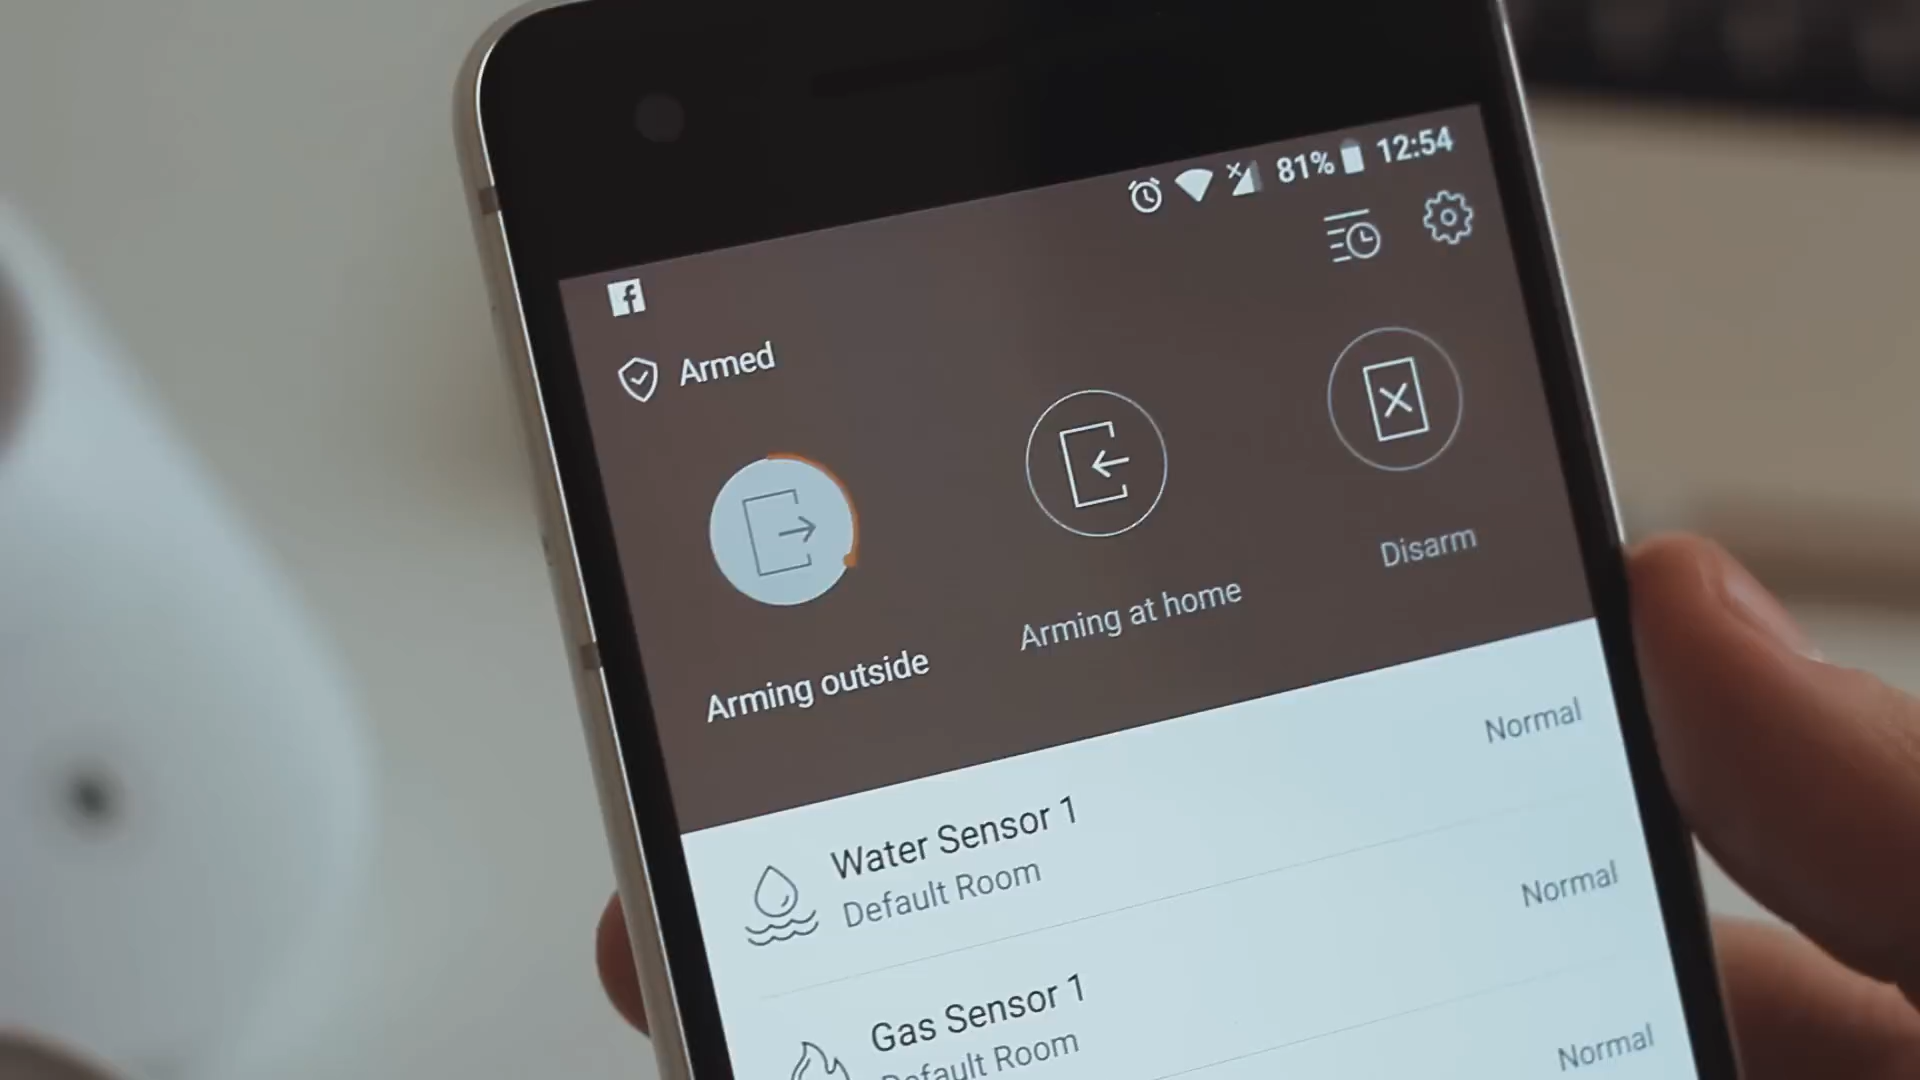 81% 12:54
Armed
Arming outside
Arming at home
Disarm
Normal
Water Sensor 1
Default Room
Normal
Gas Sensor 1
Default Room
Normal